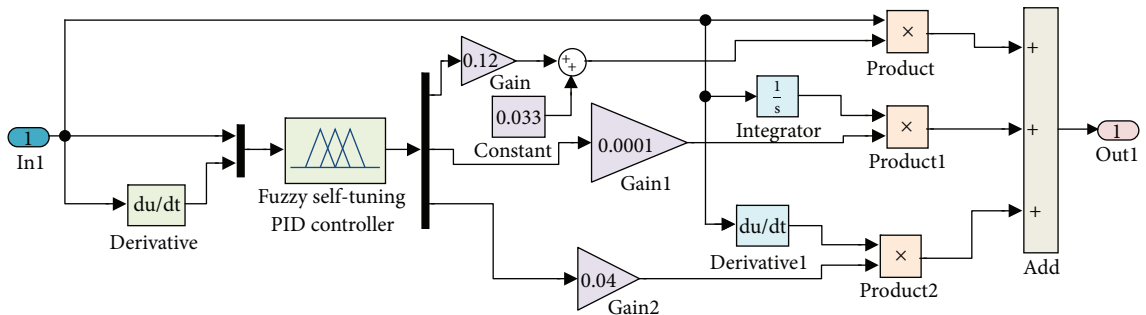 1
In1
du/dt
Derivative
Fuzzy self-tuning
PID controller
0.12
Gain
+
+
0.033
Constant
0.0001
Gain1
0.04
Gain2
1
s
Integrator
du/dt
Derivative1
×
Product
×
Product1
×
Product2
+
+
+
Add
1
Out1